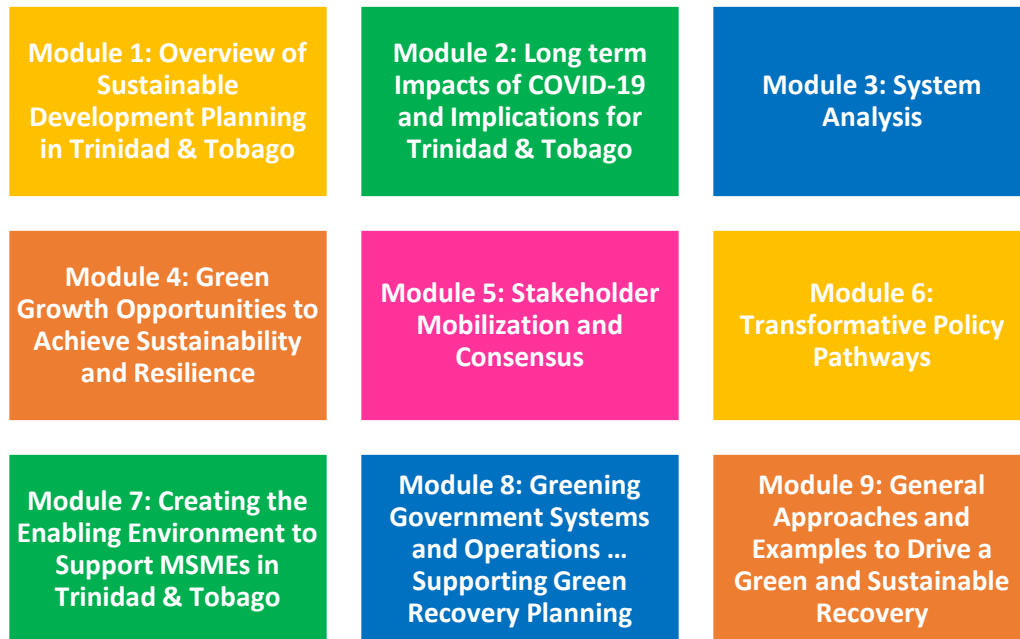 Module 1: Overview of
Sustainable
Development Planning
in Trinidad & Tobago
Module 2: Long term
Impacts of COVID-19
and Implications for
Trinidad & Tobago
Module 3: System
Analysis
Module 4: Green
Growth Opportunities to
Achieve Sustainability
and Resilience
Module 5: Stakeholder
Mobilization and
Consensus
Module 6:
Transformative Policy
Pathways
Module 7: Creating the
Enabling Environment to
Support MSMEs in
Trinidad & Tobago
Module 8: Greening
Government Systems
and Operations …
Supporting Green
Recovery Planning
Module 9: General
Approaches and
Examples to Drive a
Green and Sustainable
Recovery